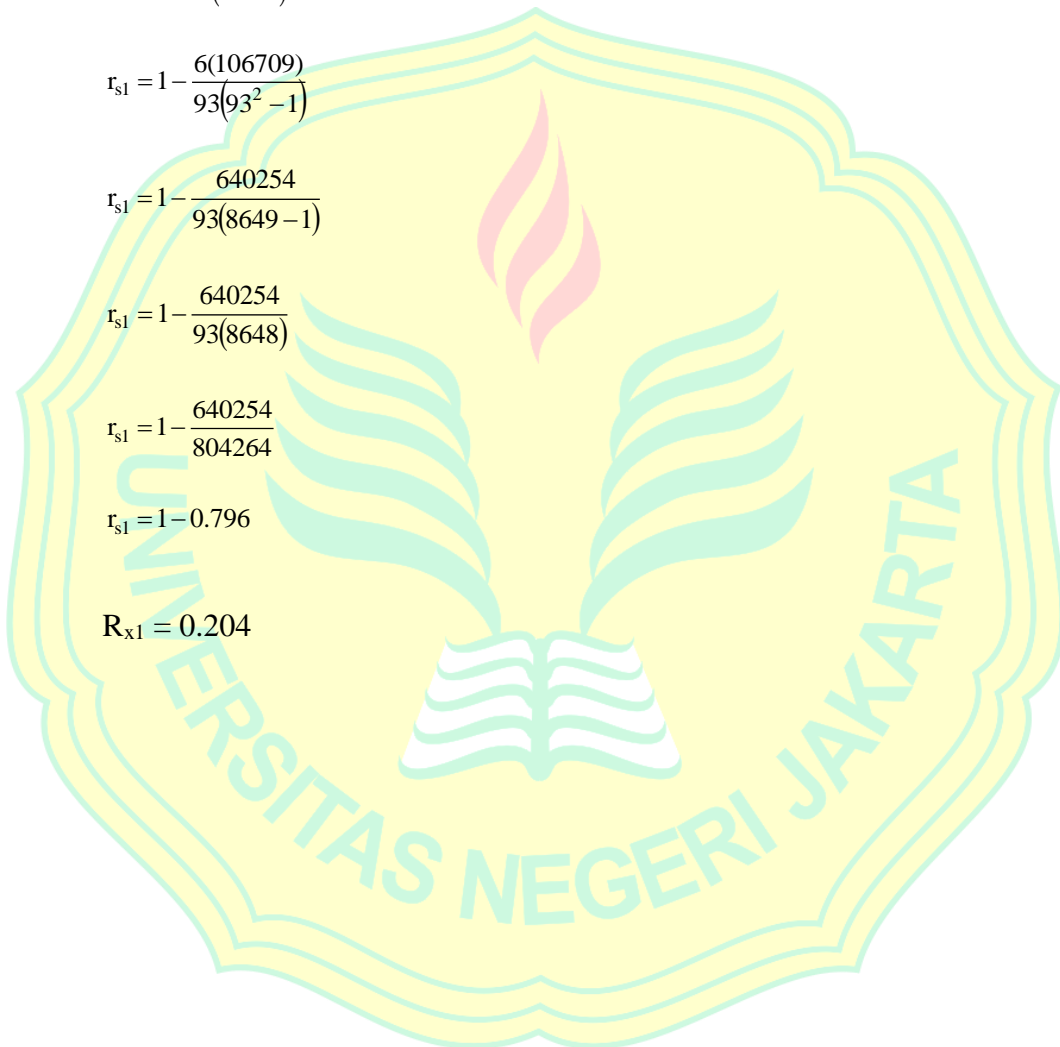 r_s1 = 1 − 6(106709) / 93(93² − 1)
r_s1 = 1 − 640254 / 93(8649 − 1)
r_s1 = 1 − 640254 / 93(8648)
r_s1 = 1 − 640254 / 804264
r_s1 = 1 − 0.796
R_x1 = 0.204
UNIVERSITAS NEGERI JAKARTA